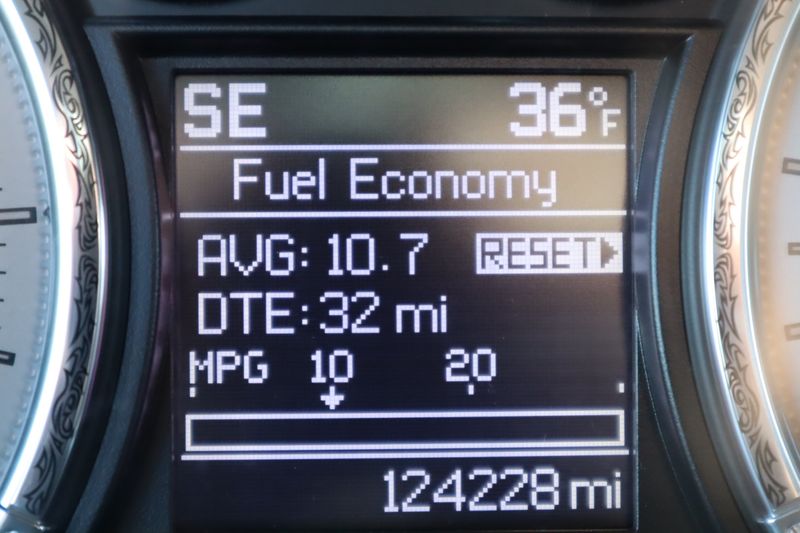 SE 36°F
Fuel Economy
AVG: 10.7 RESET
DTE: 32 mi
MPG 10 20
124228 mi